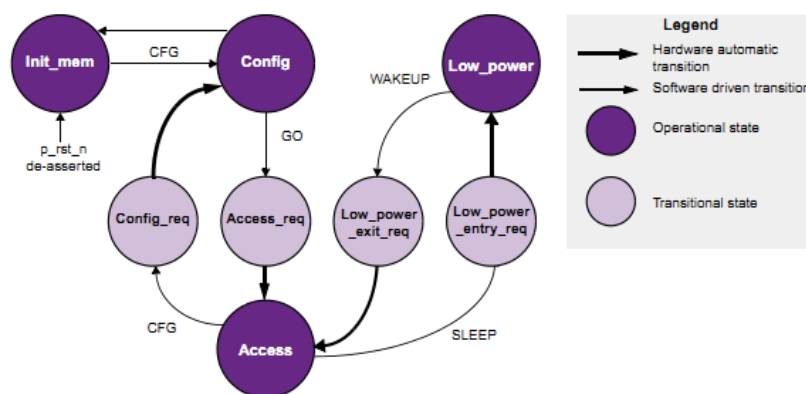 Legend
Hardware automatic
transition
Software driven transition
Operational state
Transitional state
Init_mem
CFG
Config
WAKEUP
Low_power
p_rst_n
de-asserted
GO
Config_req
Access_req
Low_power
_exit_req
Low_power
_entry_req
CFG
Access
SLEEP